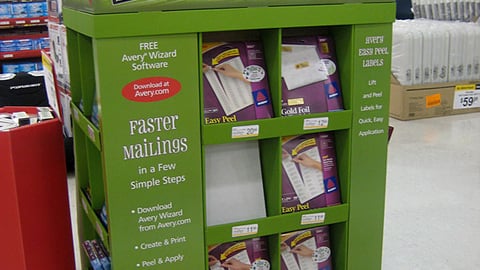 FREE
Avery® Wizard
Software
Download at
Avery.com
FASTER
MAILINGS
in a Few
Simple Steps
• Download
Avery Wizard
from Avery.com
• Create & Print
• Peel & Apply
Easy Peel
Gold Foil
Easy Peel
AVERY
EASY PEEL
LABELS
Lift and
Peel
Labels for
Quick, Easy
Application